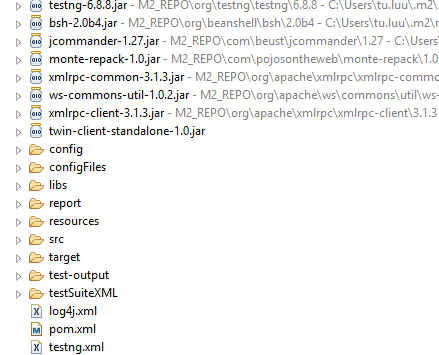 testng-6.8.8.jar - M2_REPO\org\testng\testng\6.8.8 - C:\Users\tu.luu\.m2\
bsh-2.0b4.jar - M2_REPO\org\beanshell\bsh\2.0b4 - C:\Users\tu.luu\.m2
jcommander-1.27.jar - M2_REPO\com\beust\jcommander\1.27 - C:\Users\
monte-repack-1.0.jar - M2_REPO\com\pojosontheweb\monte-repack\1.0
xmlrpc-common-3.1.3.jar - M2_REPO\org\apache\xmlrpc\xmlrpc-commo
ws-commons-util-1.0.2.jar - M2_REPO\org\apache\ws\commons\util\ws-
xmlrpc-client-3.1.3.jar - M2_REPO\org\apache\xmlrpc\xmlrpc-client\3.1.3
twin-client-standalone-1.0.jar
config
configFiles
libs
report
resources
src
target
test-output
testSuiteXML
log4j.xml
pom.xml
testng.xml